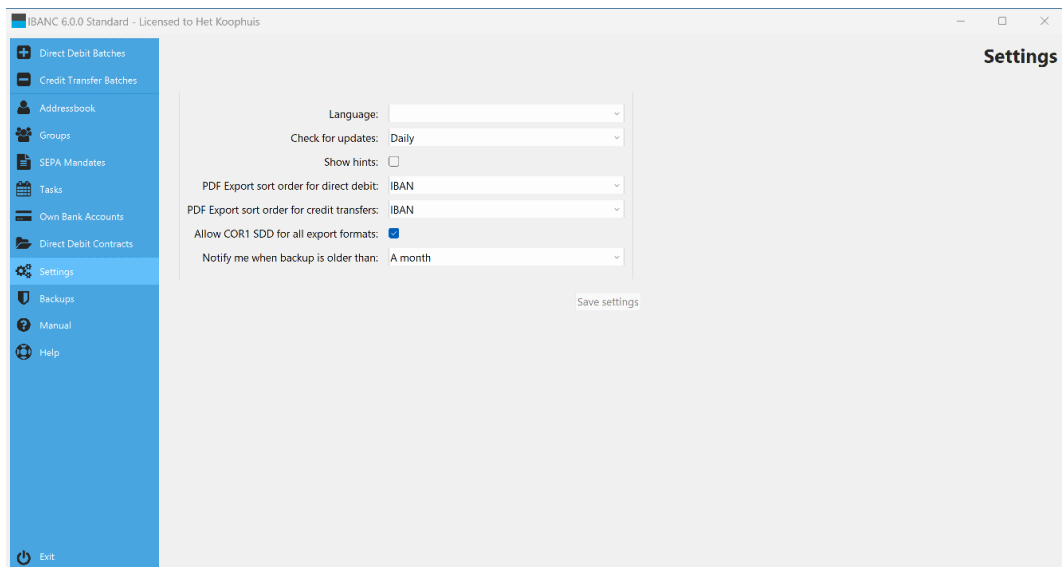 IBANC 6.0.0 Standard - Licensed to Het Koophuis
Direct Debit Batches
Credit Transfer Batches
Addressbook
Groups
SEPA Mandates
Tasks
Own Bank Accounts
Direct Debit Contracts
Settings
Backups
Manual
Help
Exit
Settings
Language:
Check for updates: Daily
Show hints:
PDF Export sort order for direct debit: IBAN
PDF Export sort order for credit transfers: IBAN
Allow COR1 SDD for all export formats:
Notify me when backup is older than: A month
Save settings